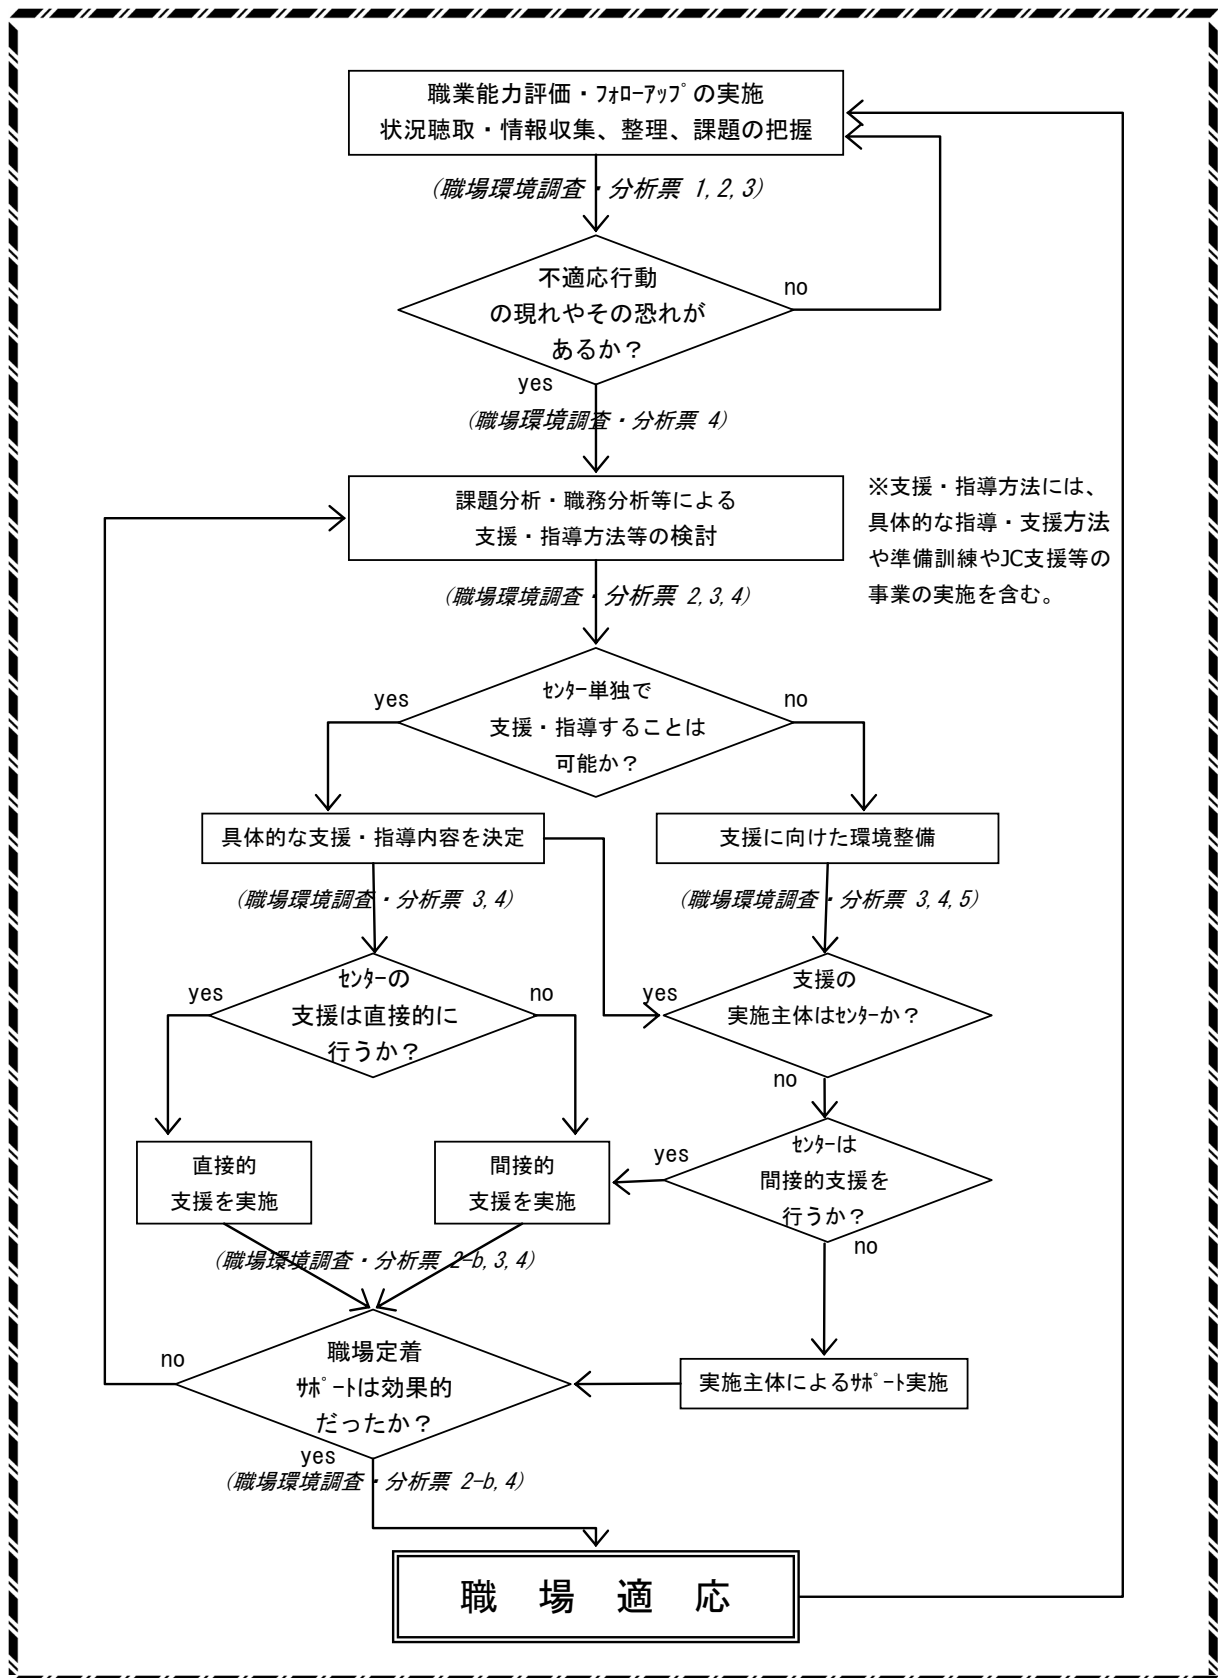 職業能力評価・ﾌｫﾛｰｱｯﾌﾟの実施
状況聴取・情報収集、整理、課題の把握
(職場環境調査・分析票 1,2,3)
不適応行動
の現れやその恐れが
あるか？
no
yes
(職場環境調査・分析票 4)
課題分析・職務分析等による
支援・指導方法等の検討
※支援・指導方法には、
具体的な指導・支援方法
や準備訓練やJC支援等の
事業の実施を含む。
(職場環境調査・分析票 2,3,4)
ｾﾝﾀｰ単独で
支援・指導することは
可能か？
yes
no
具体的な支援・指導内容を決定
支援に向けた環境整備
(職場環境調査・分析票 3,4)
(職場環境調査・分析票 3,4,5)
ｾﾝﾀｰの
支援は直接的に
行うか？
yes
no
yes
支援の
実施主体はｾﾝﾀｰか？
no
直接的
支援を実施
間接的
支援を実施
yes
ｾﾝﾀｰは
間接的支援を
行うか？
no
(職場環境調査・分析票 2-b,3,4)
職場定着
ｻﾎﾟｰﾄは効果的
だったか？
no
実施主体によるｻﾎﾟｰﾄ実施
yes
(職場環境調査・分析票 2-b,4)
職 場 適 応